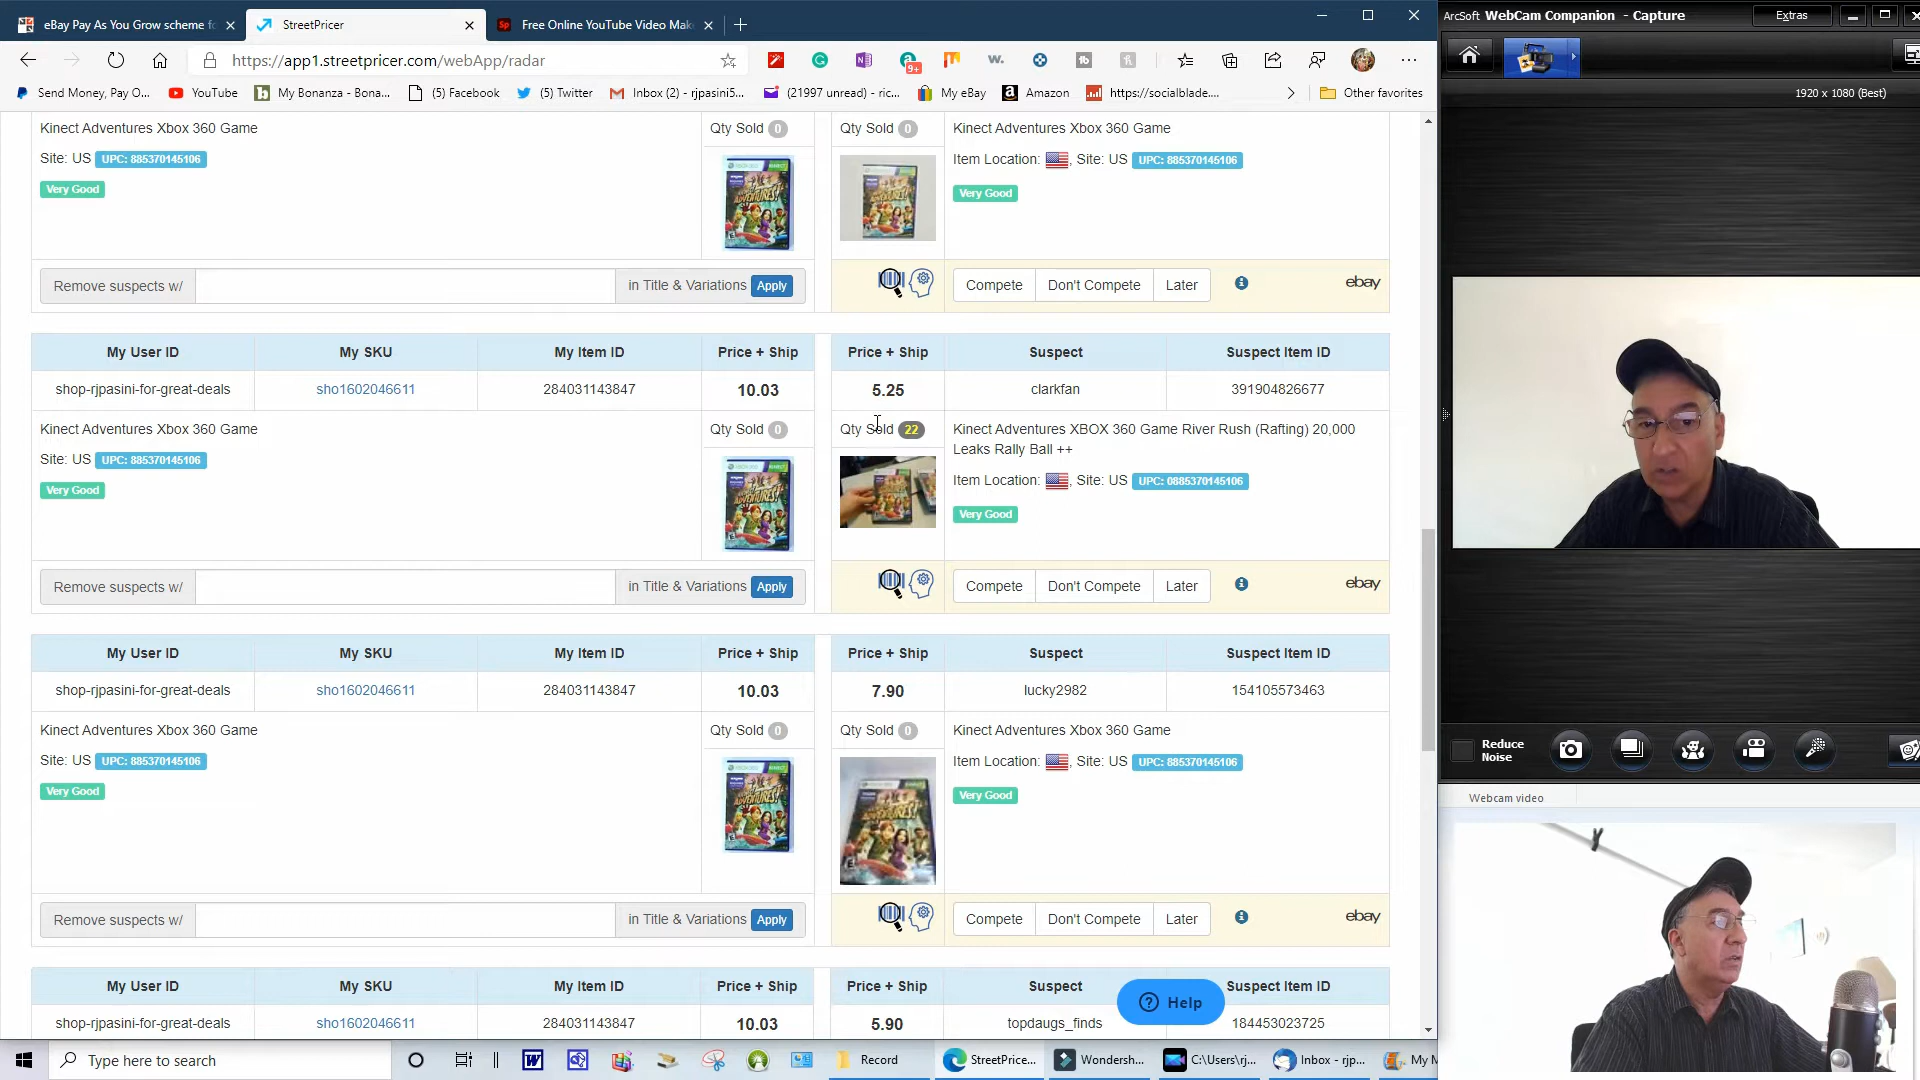 eBay Pay As You Grow scheme fo
StreetPricer
Free Online YouTube Video Mak
https://app1.streetpricer.com/webApp/radar
9+
Send Money, Pay O...
YouTube
My Bonanza - Bona...
(5) Facebook
(5) Twitter
Inbox (2) - rjpasini5...
(21997 unread) - ric...
My eBay
Amazon
https://socialblade....
Other favorites
Kinect Adventures Xbox 360 Game
Qty Sold 0
Qty Sold 0
Kinect Adventures Xbox 360 Game
Site: US UPC: 885370145106
Item Location: , Site: US UPC: 885370145106
Very Good
Very Good
Remove suspects w/
in Title & Variations Apply
Compete
Don't Compete
Later
ebay
My User ID
My SKU
My Item ID
Price + Ship
Price + Ship
Suspect
Suspect Item ID
shop-rjpasini-for-great-deals
sho1602046611
284031143847
10.03
5.25
clarkfan
391904826677
Kinect Adventures Xbox 360 Game
Qty Sold 0
Qty Sold 22
Kinect Adventures XBOX 360 Game River Rush (Rafting) 20,000
Leaks Rally Ball ++
Site: US UPC: 885370145106
Item Location: , Site: US UPC: 0885370145106
Very Good
Very Good
Remove suspects w/
in Title & Variations Apply
Compete
Don't Compete
Later
ebay
My User ID
My SKU
My Item ID
Price + Ship
Price + Ship
Suspect
Suspect Item ID
shop-rjpasini-for-great-deals
sho1602046611
284031143847
10.03
7.90
lucky2982
154105573463
Kinect Adventures Xbox 360 Game
Qty Sold 0
Qty Sold 0
Kinect Adventures Xbox 360 Game
Site: US UPC: 885370145106
Item Location: , Site: US UPC: 885370145106
Very Good
Very Good
Remove suspects w/
in Title & Variations Apply
Compete
Don't Compete
Later
ebay
My User ID
My SKU
My Item ID
Price + Ship
Price + Ship
Suspect
Suspect Item ID
shop-rjpasini-for-great-deals
sho1602046611
284031143847
10.03
5.90
topdaugs_finds
184453023725
Help
Type here to search
Record
StreetPrice...
Wondersh...
C:\Users\rj...
Inbox - rjp...
My M
ArcSoft WebCam Companion - Capture
Extras
1920 x 1080 (Best)
Reduce
Noise
Webcam video